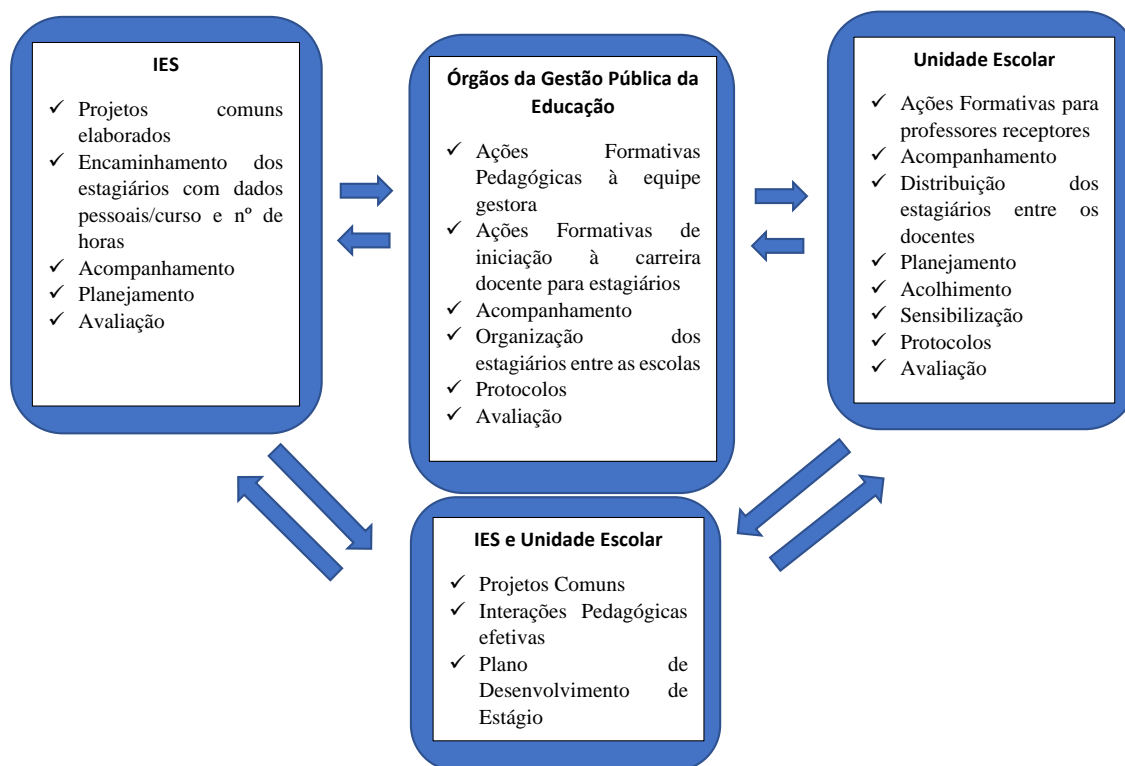 IES
✓ Projetos comuns
elaborados
✓ Encaminhamento dos
estagiários com dados
pessoais/curso e nº de
horas
✓ Acompanhamento
✓ Planejamento
✓ Avaliação
Órgãos da Gestão Pública da
Educação
✓ Ações Formativas
Pedagógicas à equipe
gestora
✓ Ações Formativas de
iniciação à carreira
docente para estagiários
✓ Acompanhamento
✓ Organização dos
estagiários entre as escolas
✓ Protocolos
✓ Avaliação
Unidade Escolar
✓ Ações Formativas para
professores receptores
✓ Acompanhamento
✓ Distribuição dos
estagiários entre os
docentes
✓ Planejamento
✓ Acolhimento
✓ Sensibilização
✓ Protocolos
✓ Avaliação
IES e Unidade Escolar
✓ Projetos Comuns
✓ Interações Pedagógicas
efetivas
✓ Plano de
Desenvolvimento de
Estágio